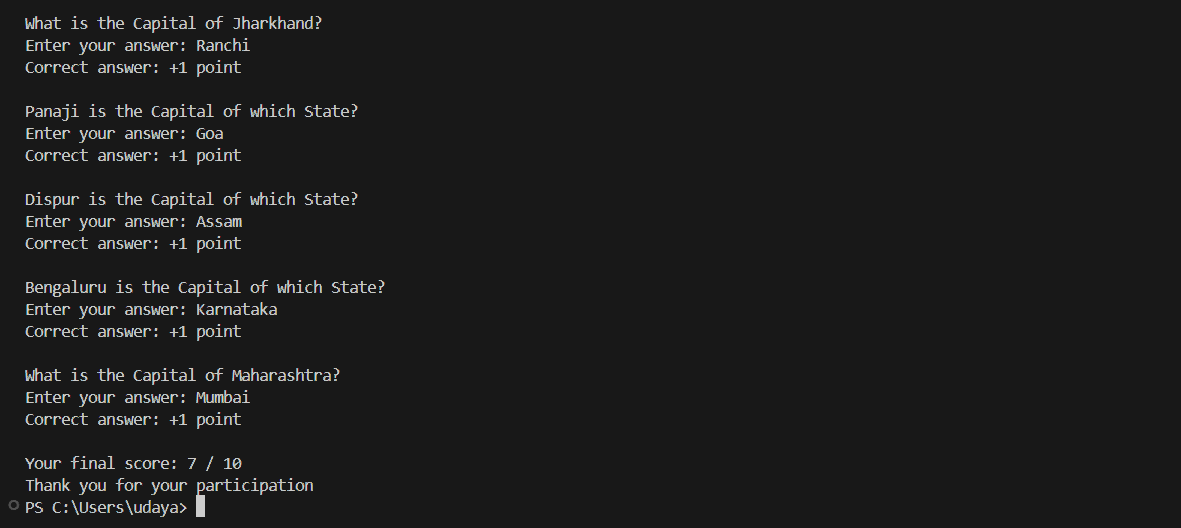 What is the Capital of Jharkhand?
Enter your answer: Ranchi
Correct answer: +1 point
Panaji is the Capital of which State?
Enter your answer: Goa
Correct answer: +1 point
Dispur is the Capital of which State?
Enter your answer: Assam
Correct answer: +1 point
Bengaluru is the Capital of which State?
Enter your answer: Karnataka
Correct answer: +1 point
What is the Capital of Maharashtra?
Enter your answer: Mumbai
Correct answer: +1 point
Your final score: 7 / 10
Thank you for your participation
PS C:\Users\udaya>